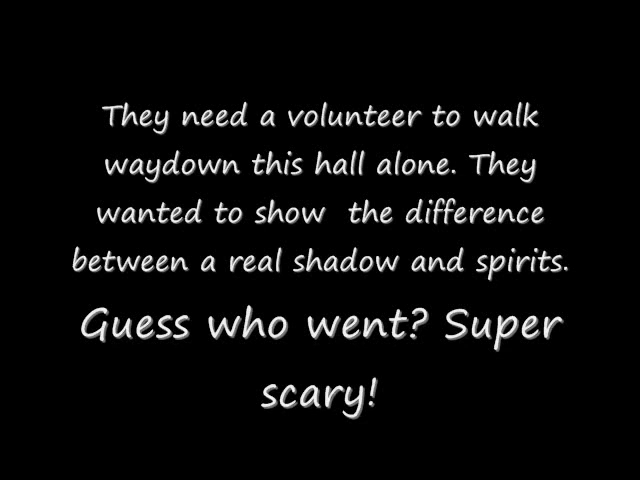 They need a volunteer to walk
waydown this hall alone. They
wanted to show  the difference
between a real shadow and spirits.
Guess who went? Super
scary!